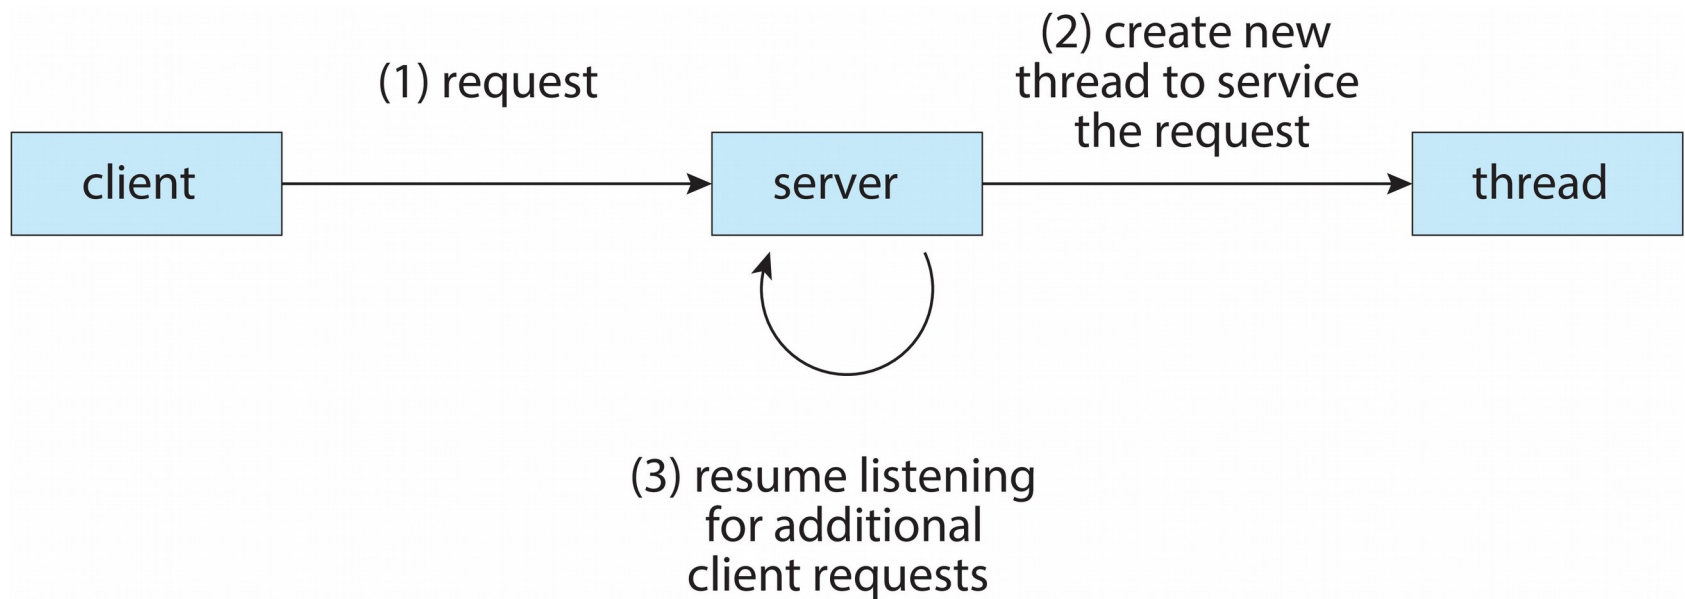 (1) request
(2) create new
thread to service
the request
client
server
thread
(3) resume listening
for additional
client requests